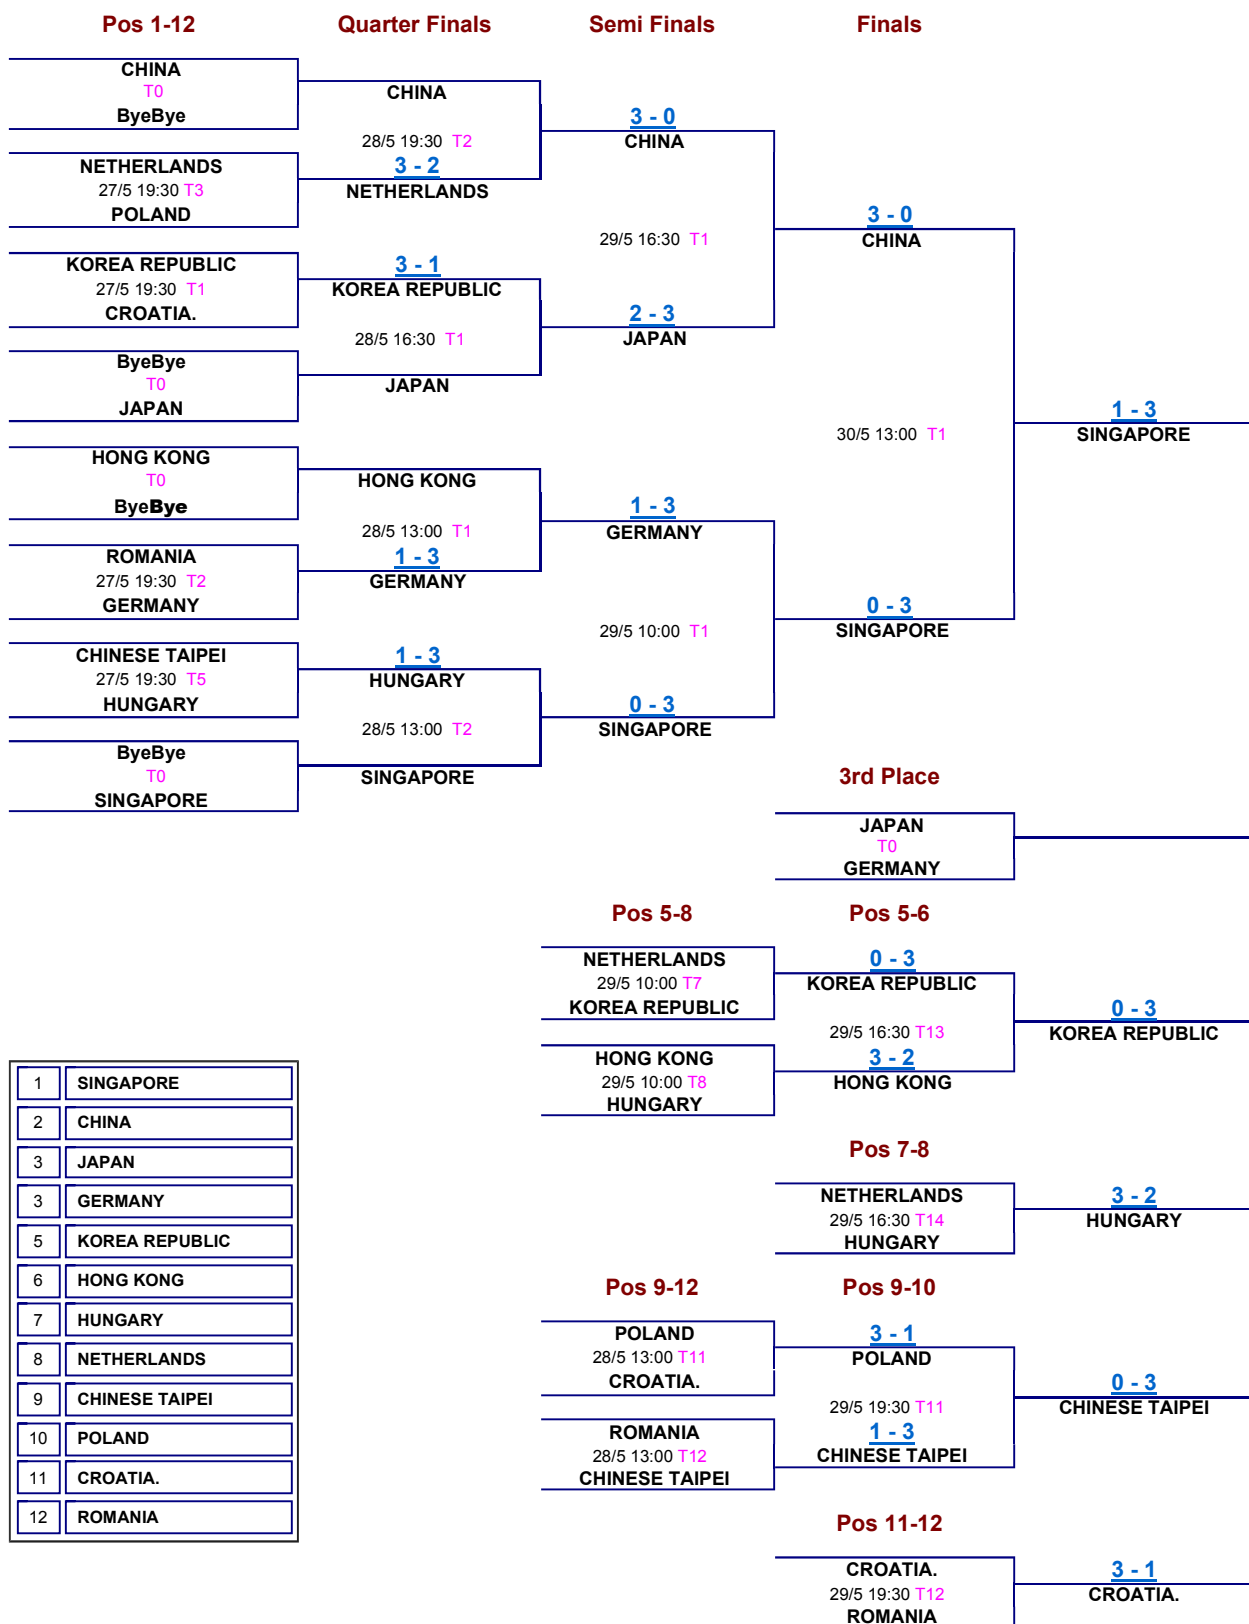 Pos 1-12 Quarter Finals Semi Finals Finals
CHINA
T0
ByeBye
CHINA
28/5 19:30 T2
3 - 2
NETHERLANDS
NETHERLANDS
27/5 19:30 T3
POLAND
3 - 0
CHINA
29/5 16:30 T1
KOREA REPUBLIC
27/5 19:30 T1
CROATIA.
3 - 1
KOREA REPUBLIC
28/5 16:30 T1
JAPAN
2 - 3
JAPAN
ByeBye
T0
JAPAN
3 - 0
CHINA
30/5 13:00 T1
1 - 3
SINGAPORE
HONG KONG
T0
ByeBye
HONG KONG
28/5 13:00 T1
1 - 3
GERMANY
ROMANIA
27/5 19:30 T2
GERMANY
1 - 3
GERMANY
29/5 10:00 T1
0 - 3
SINGAPORE
CHINESE TAIPEI
27/5 19:30 T5
HUNGARY
1 - 3
HUNGARY
28/5 13:00 T2
SINGAPORE
0 - 3
SINGAPORE
ByeBye
T0
SINGAPORE
3rd Place
JAPAN
T0
GERMANY
Pos 5-8 Pos 5-6
NETHERLANDS
29/5 10:00 T7
KOREA REPUBLIC
0 - 3
KOREA REPUBLIC
29/5 16:30 T13
3 - 2
HONG KONG
0 - 3
KOREA REPUBLIC
HONG KONG
29/5 10:00 T8
HUNGARY
Pos 7-8
NETHERLANDS
29/5 16:30 T14
HUNGARY
3 - 2
HUNGARY
Pos 9-12 Pos 9-10
POLAND
28/5 13:00 T11
CROATIA.
3 - 1
POLAND
29/5 19:30 T11
1 - 3
CHINESE TAIPEI
0 - 3
CHINESE TAIPEI
ROMANIA
28/5 13:00 T12
CHINESE TAIPEI
Pos 11-12
CROATIA.
29/5 19:30 T12
ROMANIA
3 - 1
CROATIA.
1 SINGAPORE
2 CHINA
3 JAPAN
3 GERMANY
5 KOREA REPUBLIC
6 HONG KONG
7 HUNGARY
8 NETHERLANDS
9 CHINESE TAIPEI
10 POLAND
11 CROATIA.
12 ROMANIA